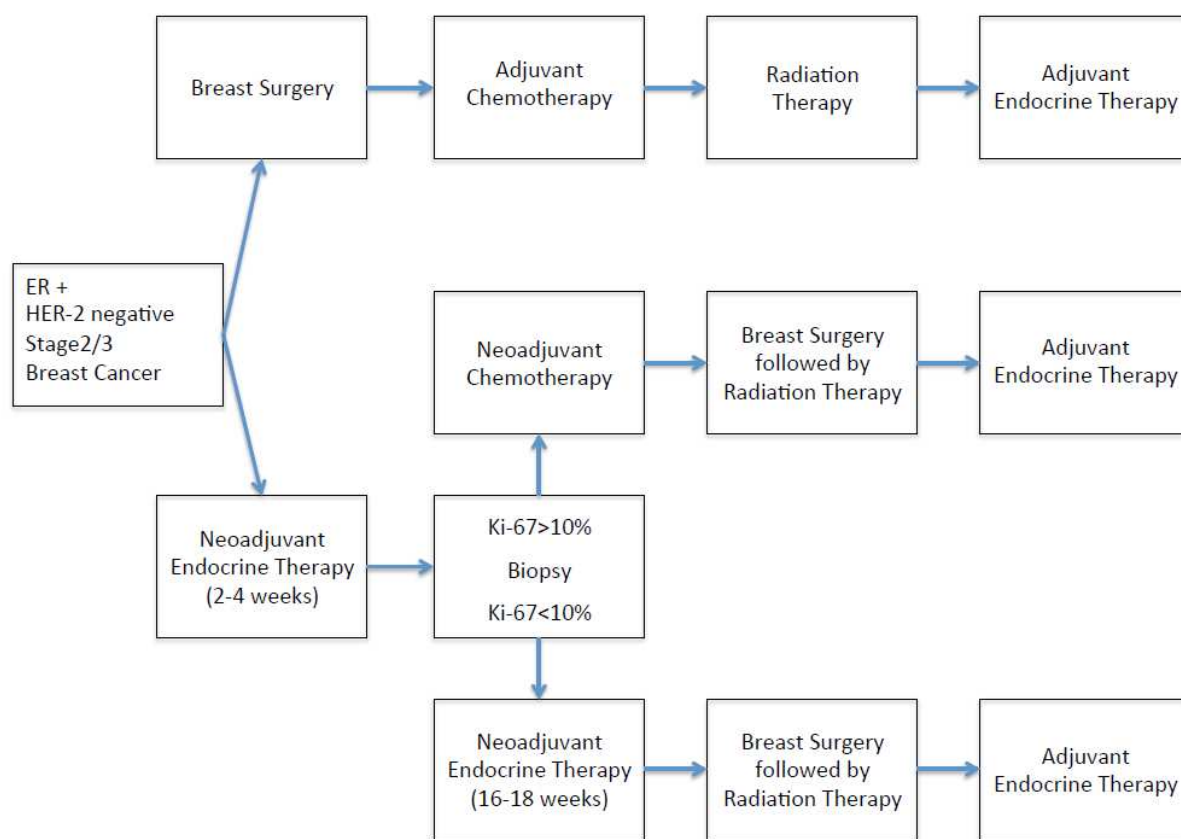 Breast Surgery
Adjuvant
Chemotherapy
Radiation
Therapy
Adjuvant
Endocrine Therapy
ER +
HER-2 negative
Stage2/3
Breast Cancer
Neoadjuvant
Chemotherapy
Breast Surgery
followed by
Radiation Therapy
Adjuvant
Endocrine Therapy
Neoadjuvant
Endocrine Therapy
(2-4 weeks)
Ki-67>10%
Biopsy
Ki-67<10%
Neoadjuvant
Endocrine Therapy
(16-18 weeks)
Breast Surgery
followed by
Radiation Therapy
Adjuvant
Endocrine Therapy